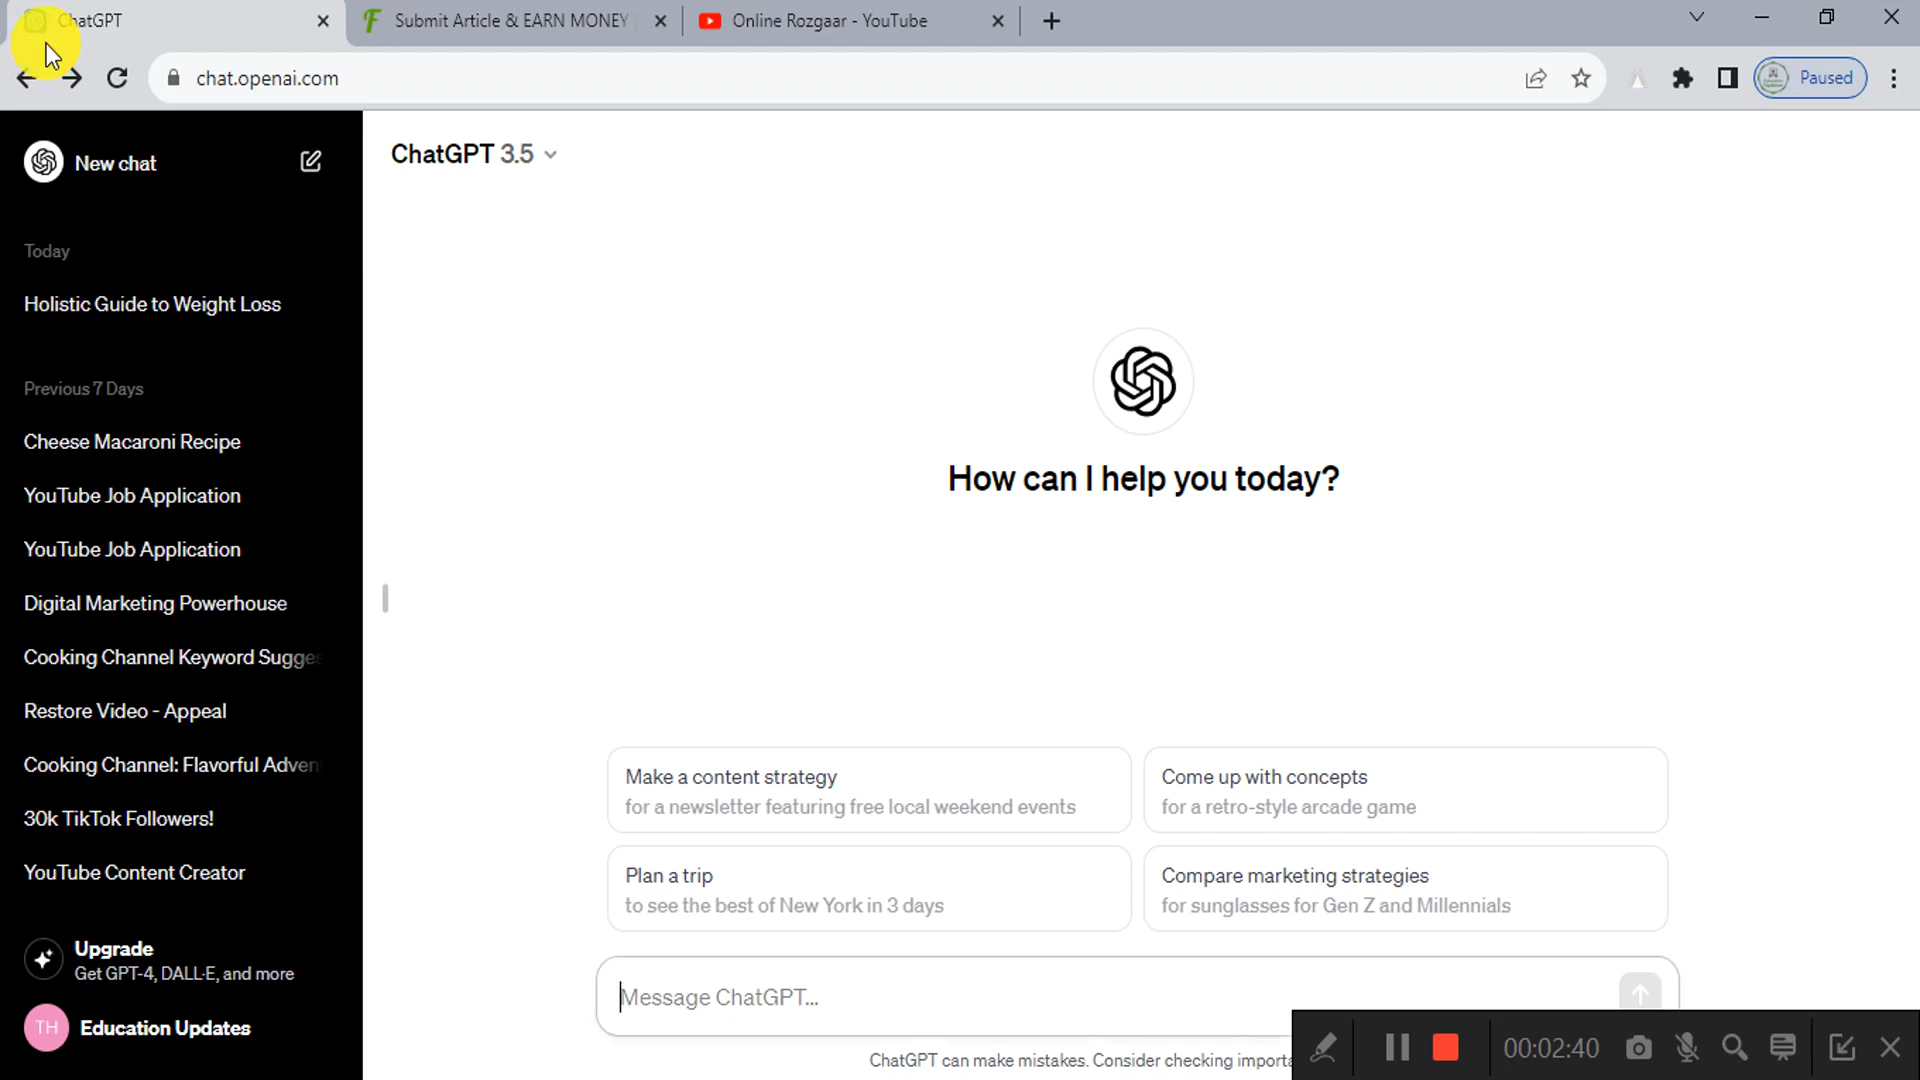 ChatGPT
Submit Article & EARN MONEY
Online Rozgaar - YouTube
chat.openai.com
Paused
New chat
ChatGPT 3.5
Today
Holistic Guide to Weight Loss
Previous 7 Days
Cheese Macaroni Recipe
YouTube Job Application
YouTube Job Application
Digital Marketing Powerhouse
Cooking Channel Keyword Sugges
Restore Video - Appeal
Cooking Channel: Flavorful Adven
30k TikTok Followers!
YouTube Content Creator
Upgrade
Get GPT-4, DALL·E, and more
TH
Education Updates
How can I help you today?
Make a content strategy
for a newsletter featuring free local weekend events
Come up with concepts
for a retro-style arcade game
Plan a trip
to see the best of New York in 3 days
Compare marketing strategies
for sunglasses for Gen Z and Millennials
Message ChatGPT...
ChatGPT can make mistakes. Consider checking importa
00:02:40